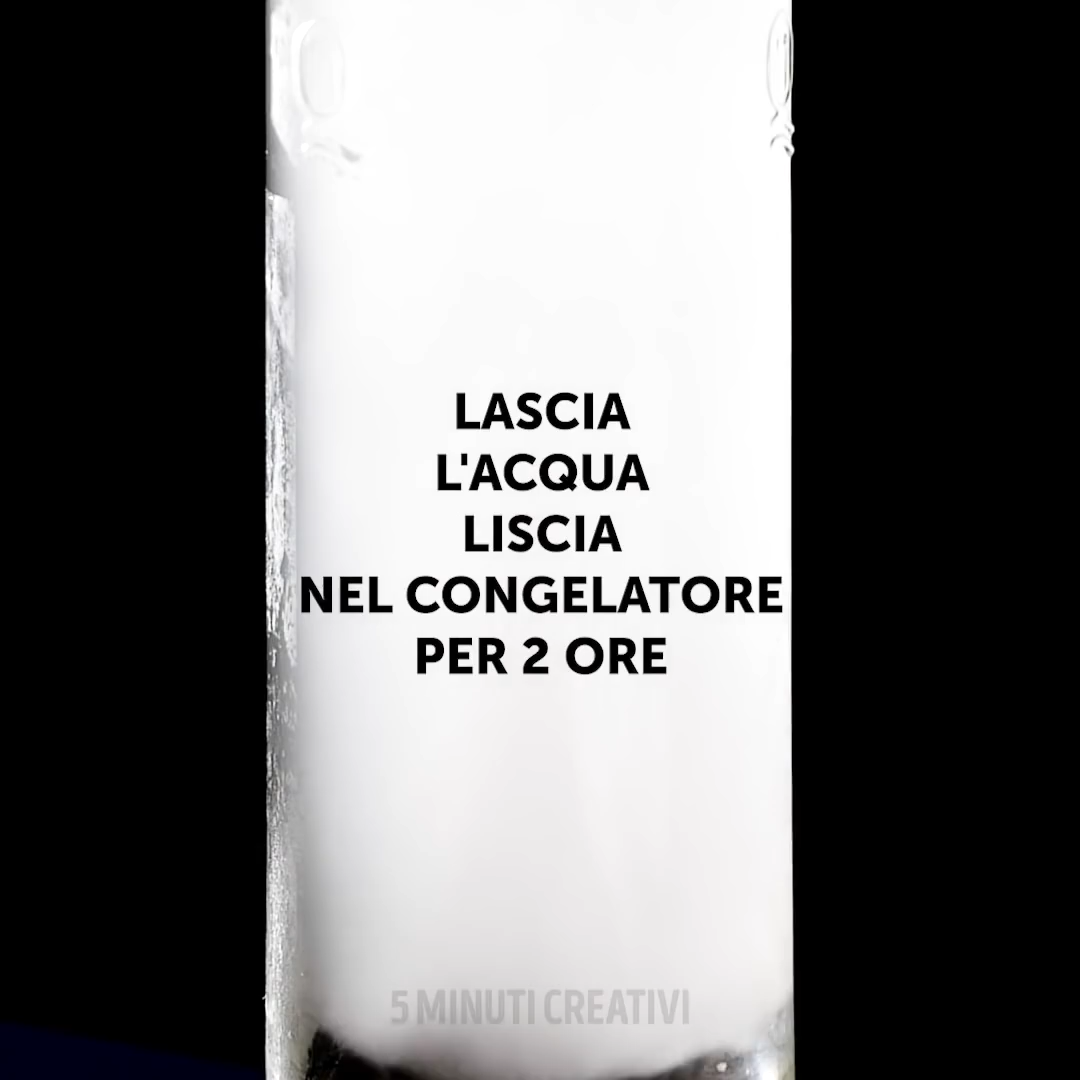 LASCIA
L'ACQUA
LISCIA
NEL CONGELATORE
PER 2 ORE
5 MINUTI CREATIVI